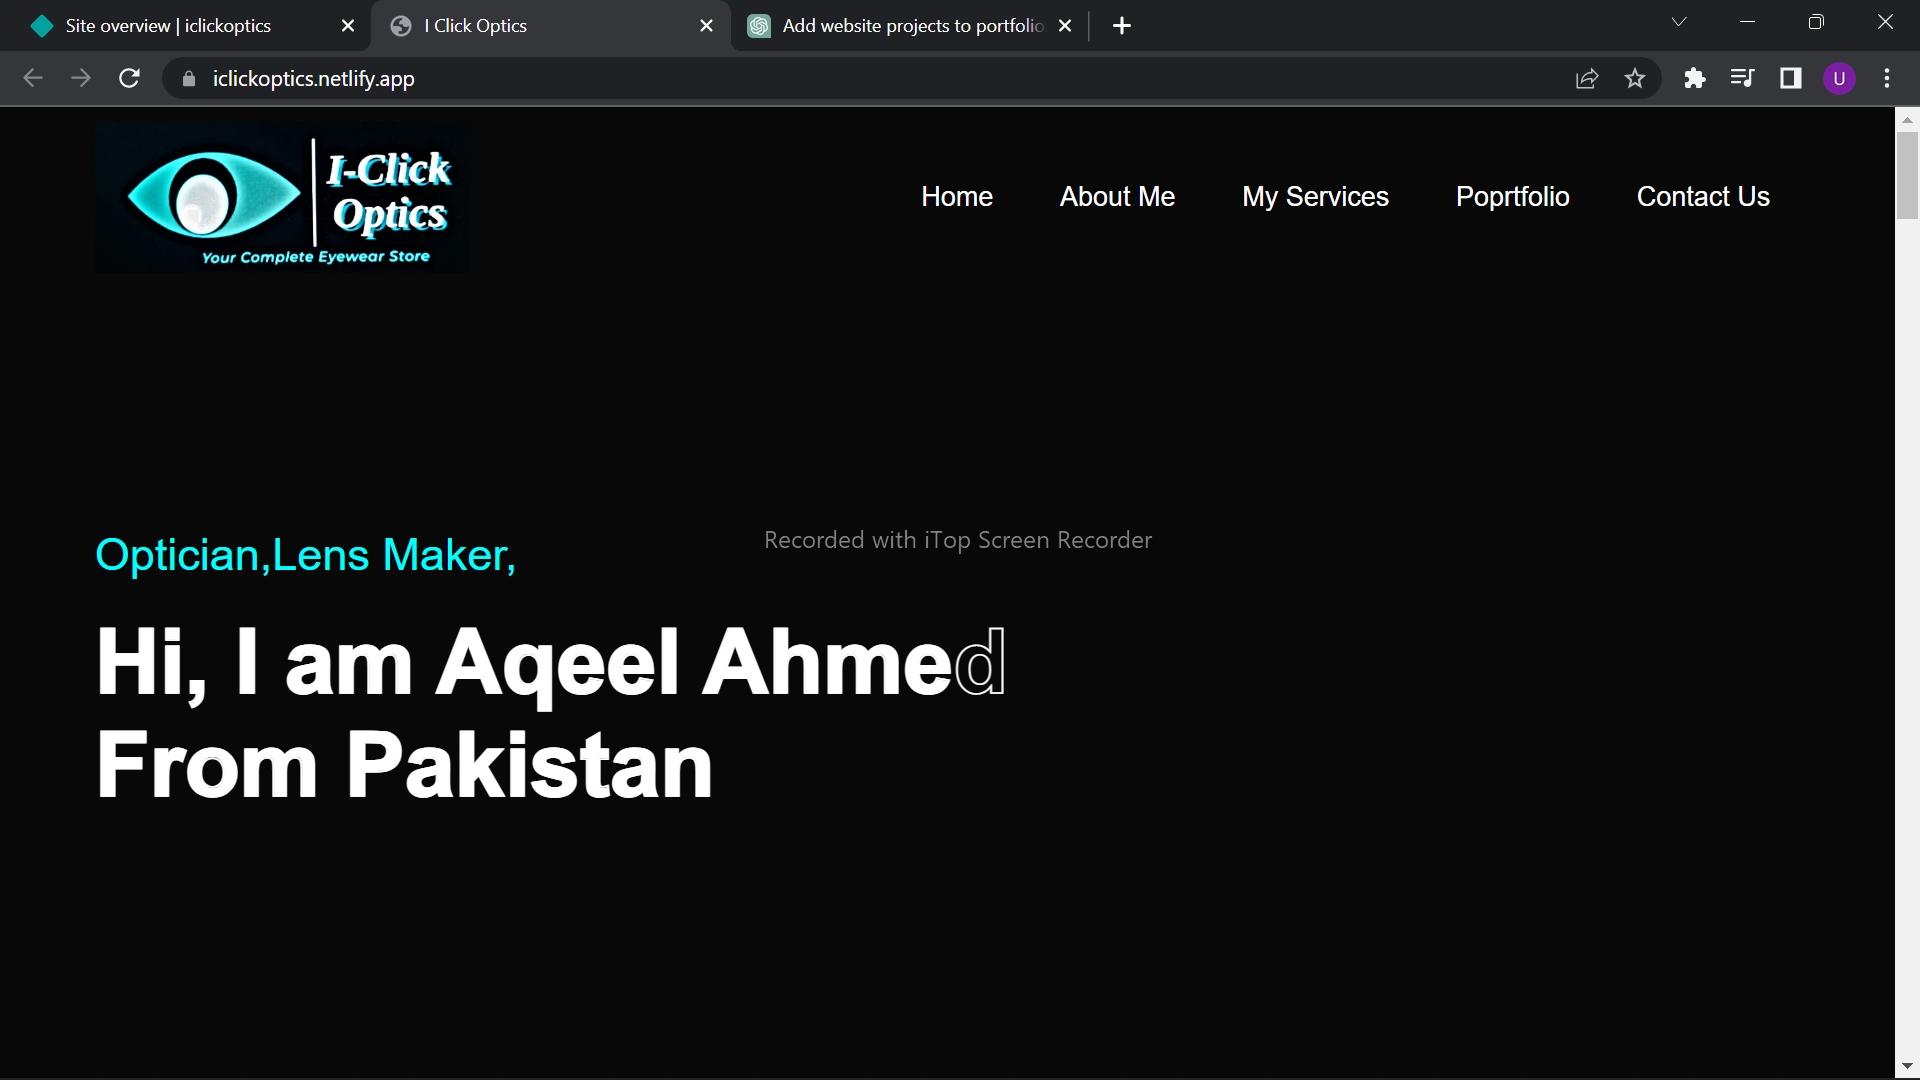 Site overview | iclickoptics
I Click Optics
Add website projects to portfolio
iclickoptics.netlify.app
U
I-Click
Optics
Your Complete Eyewear Store
Home
About Me
My Services
Poprtfolio
Contact Us
Recorded with iTop Screen Recorder
Optician,Lens Maker,
Hi, I am Aqeel Ahmed
From Pakistan